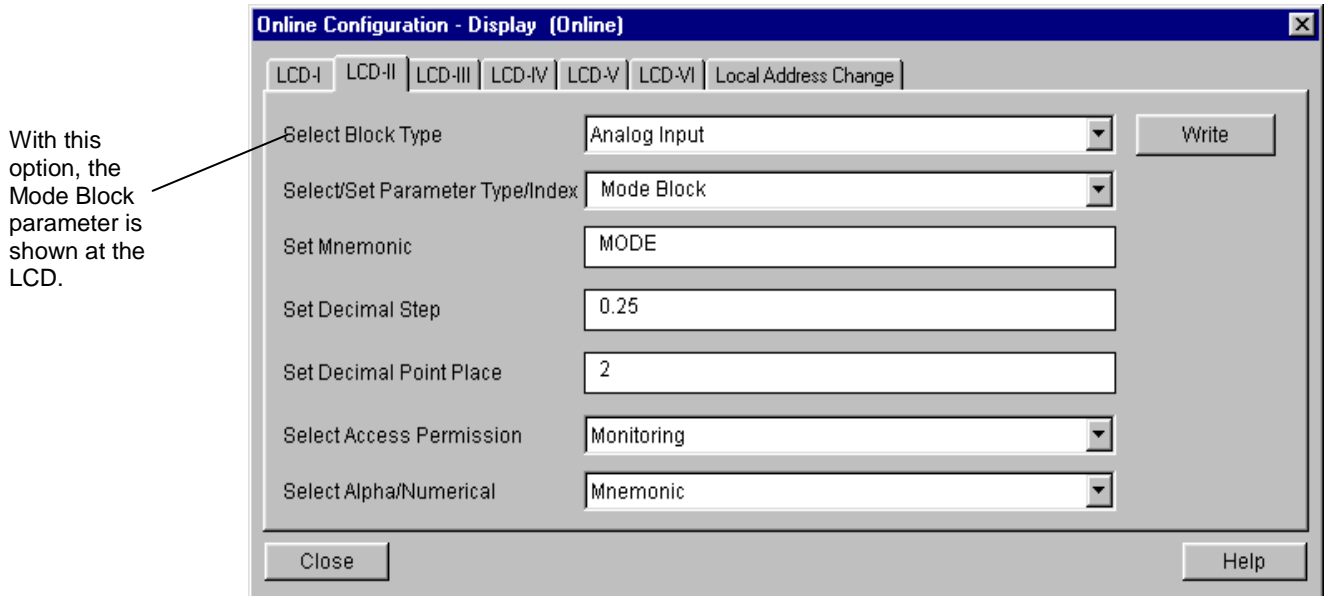 Online Configuration - Display (Online)
LCD-I LCD-II LCD-III LCD-IV LCD-V LCD-VI Local Address Change
With this
option, the
Mode Block
parameter is
shown at the
LCD.
Select Block Type Analog Input Write
Select/Set Parameter Type/Index Mode Block
Set Mnemonic MODE
Set Decimal Step 0.25
Set Decimal Point Place 2
Select Access Permission Monitoring
Select Alpha/Numerical Mnemonic
Close Help